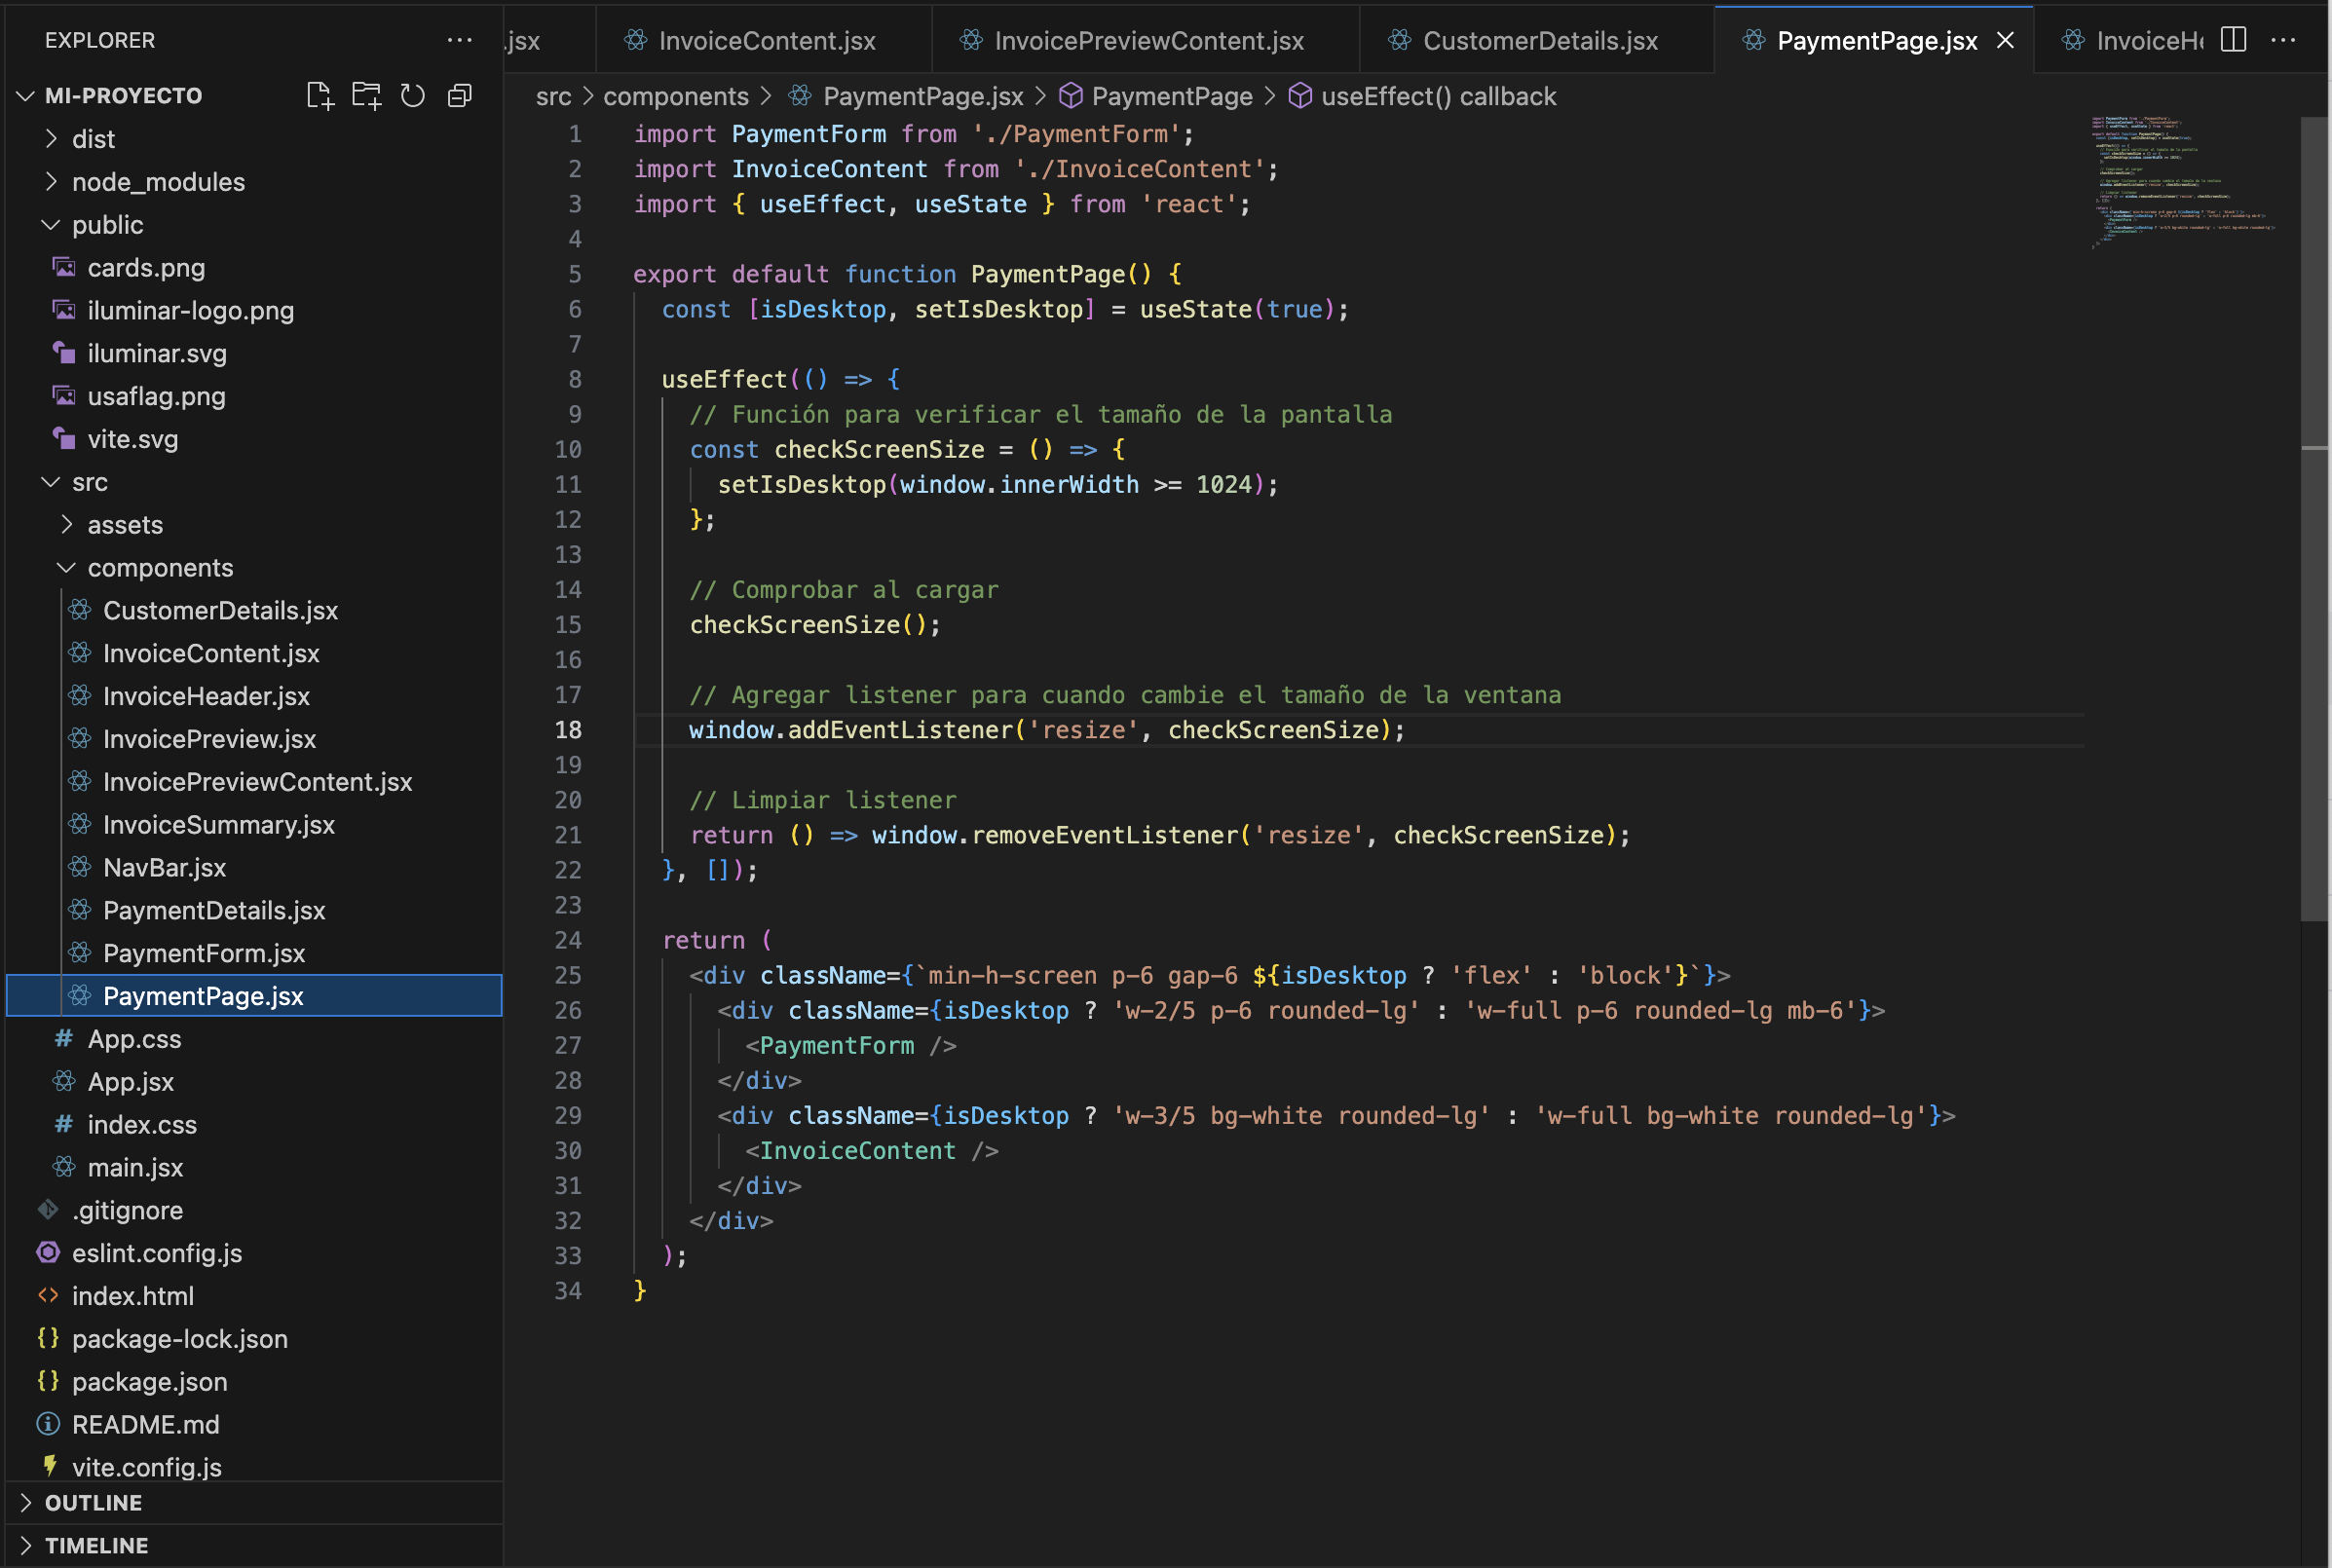 EXPLORER
MI-PROYECTO
dist
node_modules
public
cards.png
iluminar-logo.png
iluminar.svg
usaflag.png
vite.svg
src
assets
components
CustomerDetails.jsx
InvoiceContent.jsx
InvoiceHeader.jsx
InvoicePreview.jsx
InvoicePreviewContent.jsx
InvoiceSummary.jsx
NavBar.jsx
PaymentDetails.jsx
PaymentForm.jsx
PaymentPage.jsx
# App.css
App.jsx
# index.css
main.jsx
.gitignore
eslint.config.js
<> index.html
{} package-lock.json
{} package.json
README.md
vite.config.js
OUTLINE
TIMELINE
.jsx InvoiceContent.jsx InvoicePreviewContent.jsx CustomerDetails.jsx PaymentPage.jsx InvoiceHe
src > components > PaymentPage.jsx > PaymentPage > useEffect() callback
1 import PaymentForm from './PaymentForm';
2 import InvoiceContent from './InvoiceContent';
3 import { useEffect, useState } from 'react';
4
5 export default function PaymentPage() {
6 const [isDesktop, setIsDesktop] = useState(true);
7
8 useEffect(() => {
9 // Función para verificar el tamaño de la pantalla
10 const checkScreenSize = () => {
11 setIsDesktop(window.innerWidth >= 1024);
12 };
13
14 // Comprobar al cargar
15 checkScreenSize();
16
17 // Agregar listener para cuando cambie el tamaño de la ventana
18 window.addEventListener('resize', checkScreenSize);
19
20 // Limpiar listener
21 return () => window.removeEventListener('resize', checkScreenSize);
22 }, []);
23
24 return (
25 <div className={`min-h-screen p-6 gap-6 ${isDesktop ? 'flex' : 'block'}`}>
26 <div className={isDesktop ? 'w-2/5 p-6 rounded-lg' : 'w-full p-6 rounded-lg mb-6'}>
27 <PaymentForm />
28 </div>
29 <div className={isDesktop ? 'w-3/5 bg-white rounded-lg' : 'w-full bg-white rounded-lg'}>
30 <InvoiceContent />
31 </div>
32 </div>
33 );
34 }